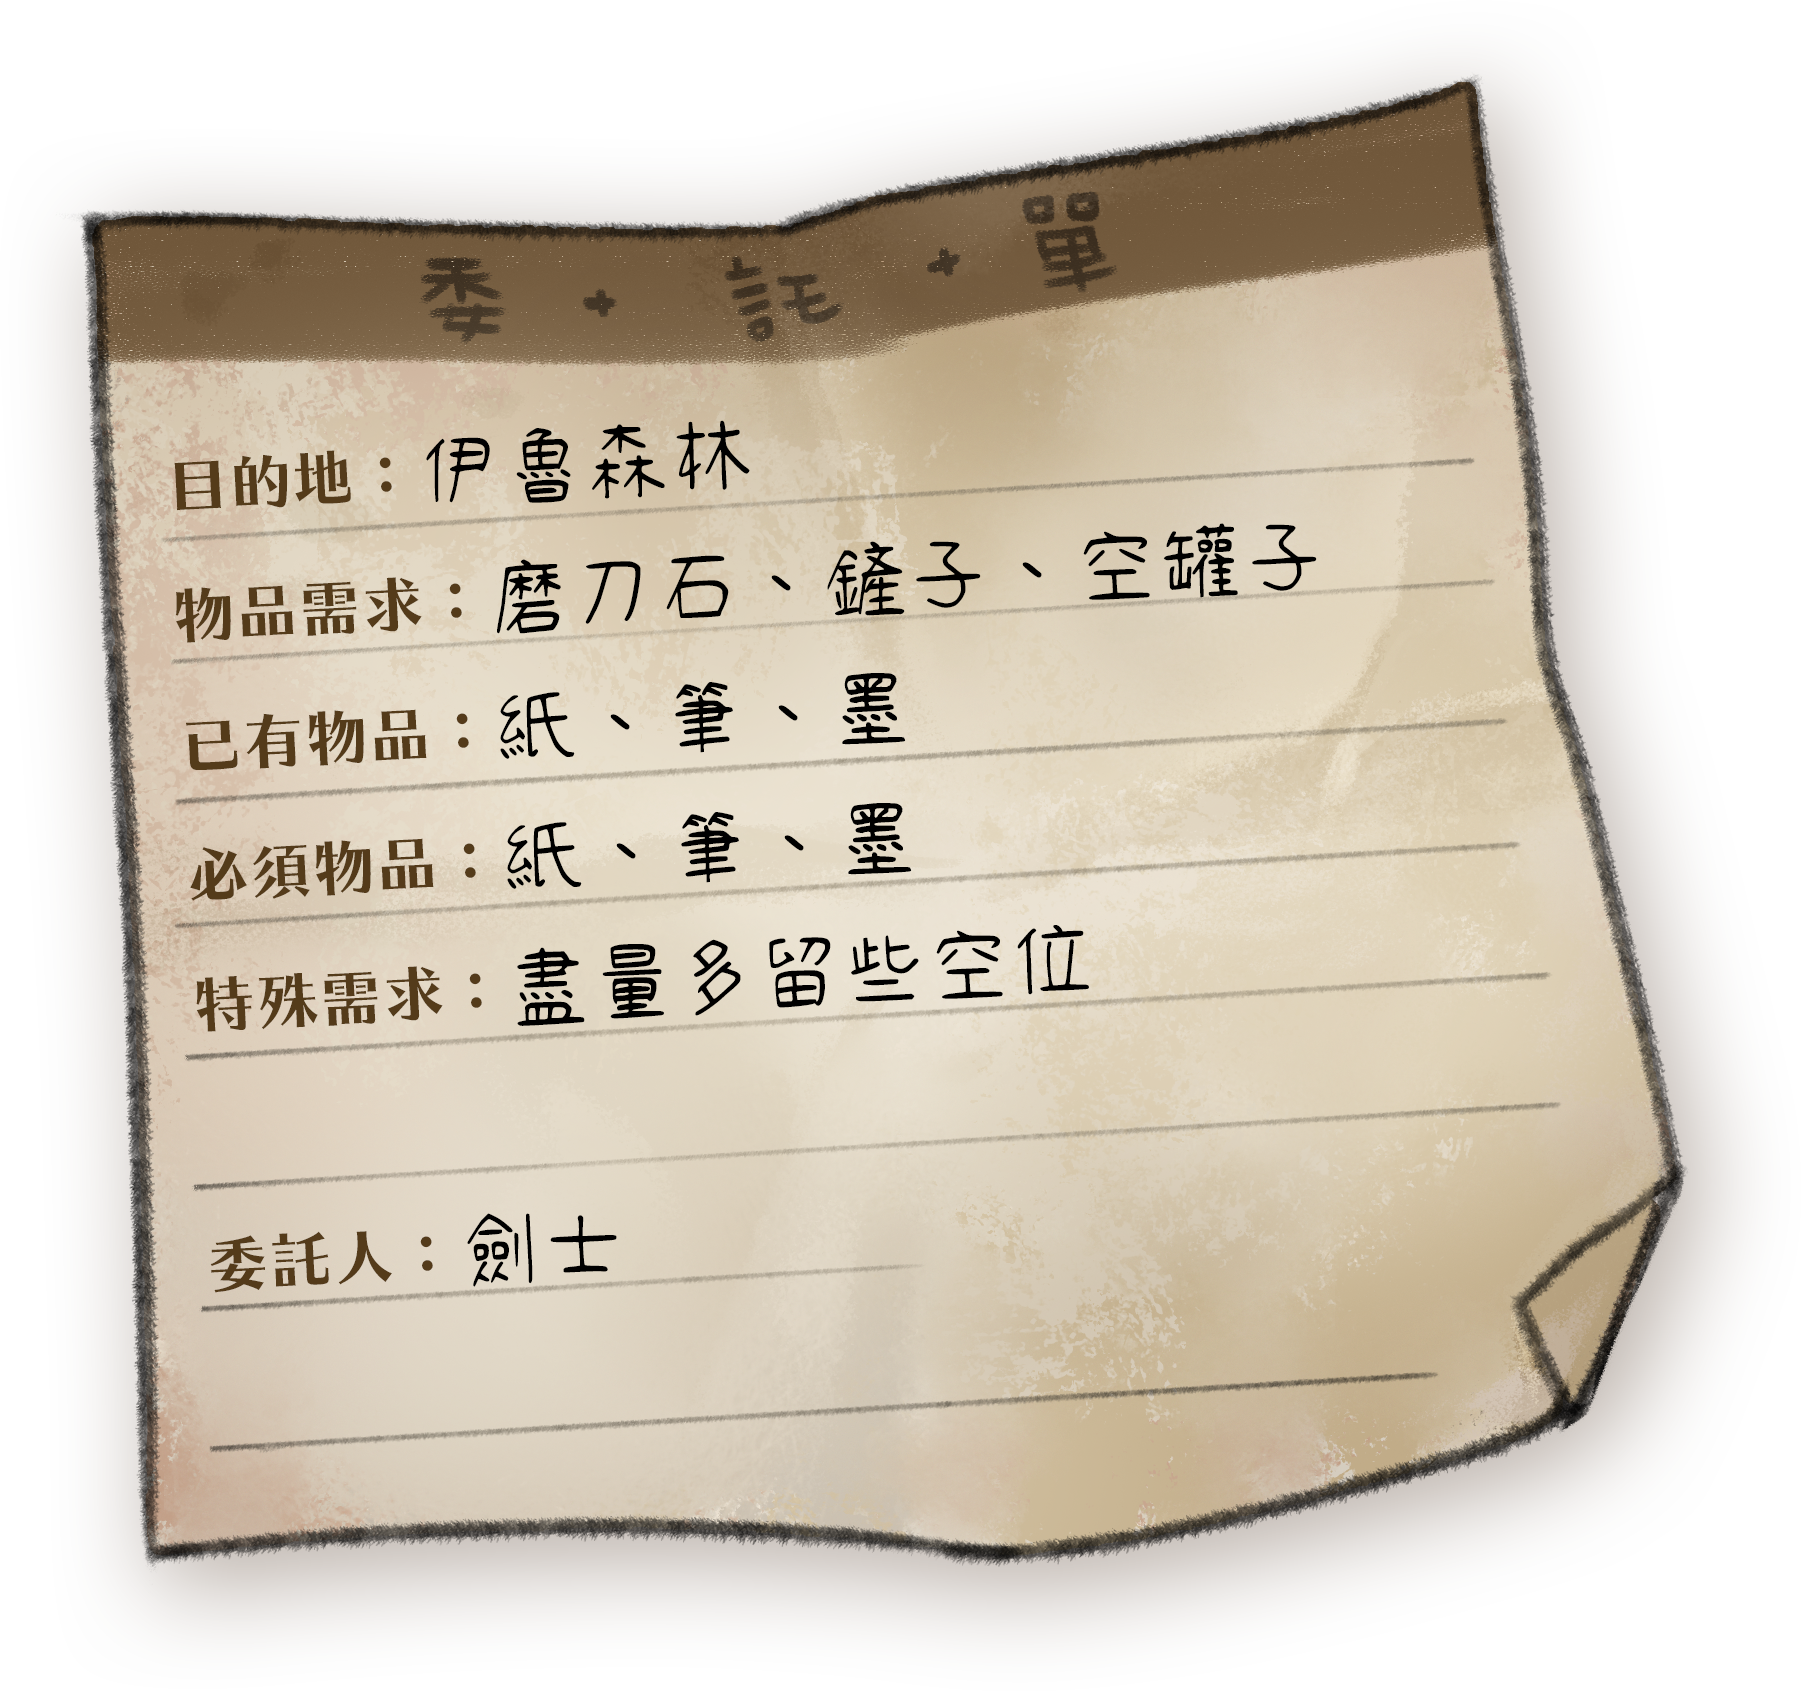 委・託・單
目的地：伊魯森林
物品需求：磨刀石、鏟子、空罐子
已有物品：紙、筆、墨
必須物品：紙、筆、墨
特殊需求：盡量多留些空位
委託人：劍士